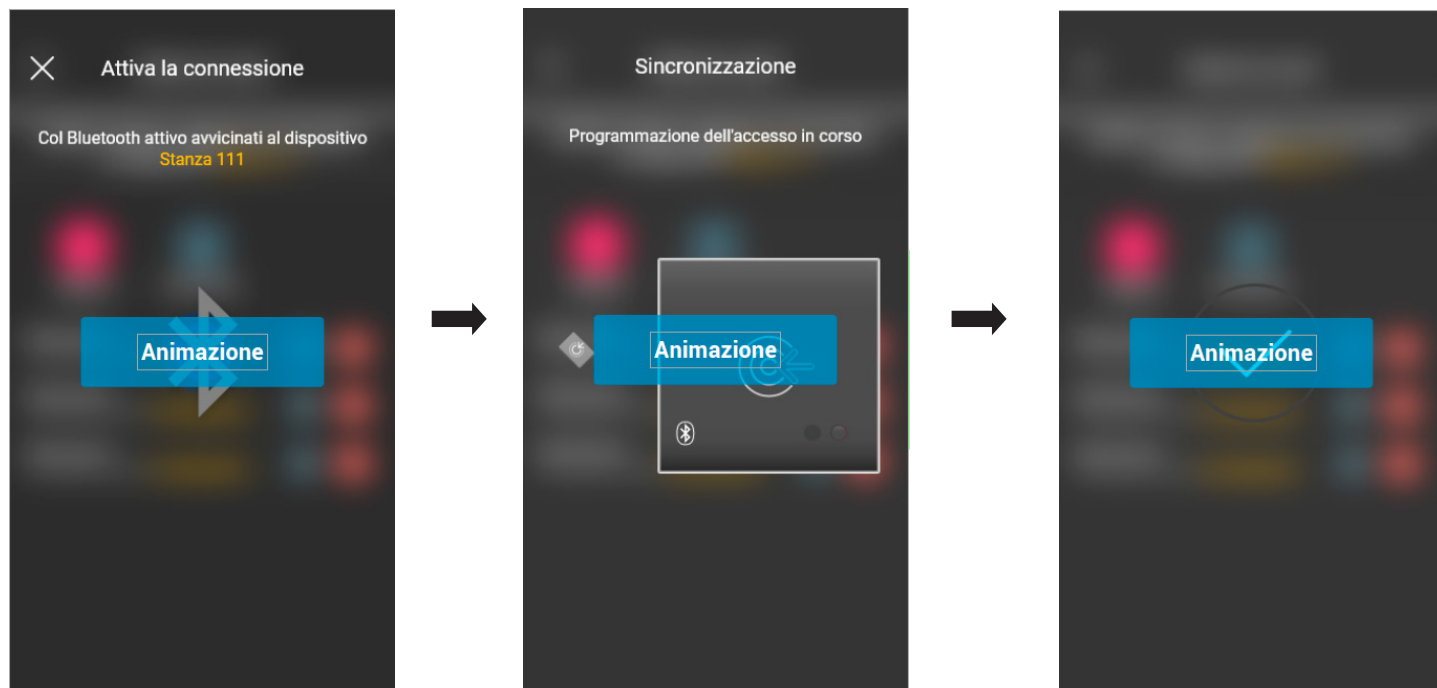 Attiva la connessione
Col Bluetooth attivo avvicinati al dispositivo
Stanza 111
Animazione
Sincronizzazione
Programmazione dell'accesso in corso
Animazione
Animazione